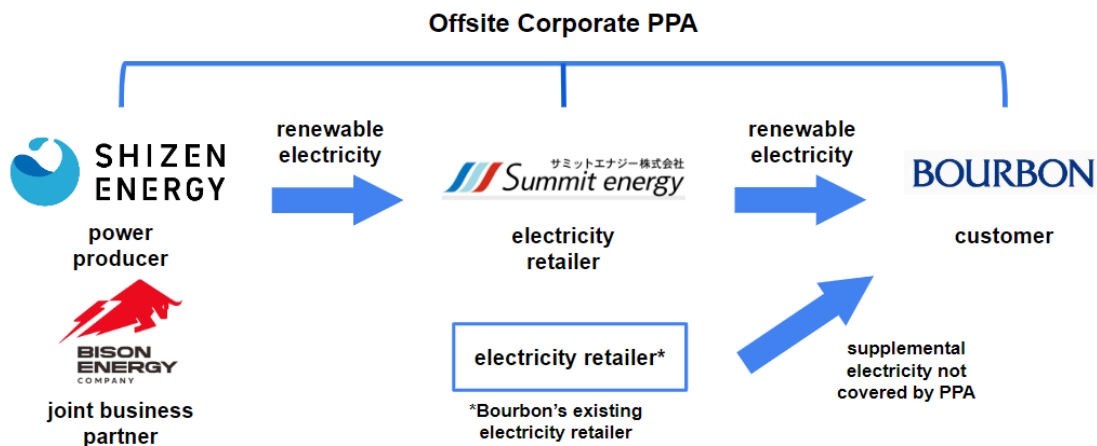 Offsite Corporate PPA
SHIZEN
ENERGY
power
producer
BISON
ENERGY
COMPANY
joint business
partner
renewable
electricity
サミットエナジー株式会社
Summit energy
electricity
retailer
electricity retailer*
*Bourbon's existing
electricity retailer
renewable
electricity
BOURBON
customer
supplemental
electricity not
covered by PPA